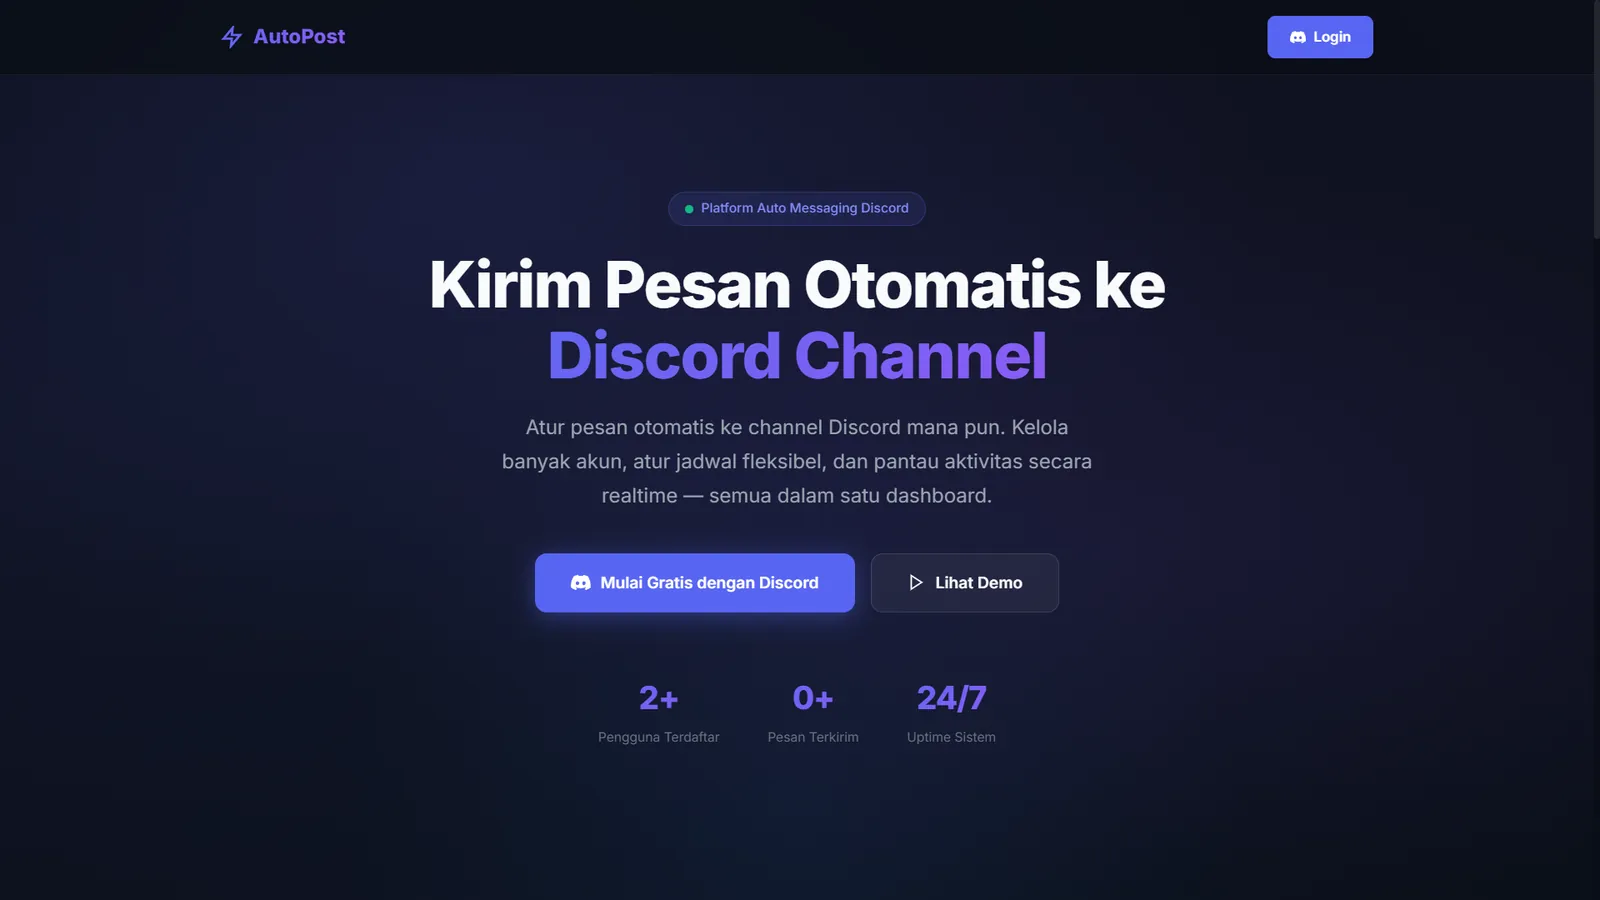 AutoPost
Login
Platform Auto Messaging Discord
Kirim Pesan Otomatis ke
Discord Channel
Atur pesan otomatis ke channel Discord mana pun. Kelola
banyak akun, atur jadwal fleksibel, dan pantau aktivitas secara
realtime — semua dalam satu dashboard.
Mulai Gratis dengan Discord
Lihat Demo
2+
Pengguna Terdaftar
0+
Pesan Terkirim
24/7
Uptime Sistem